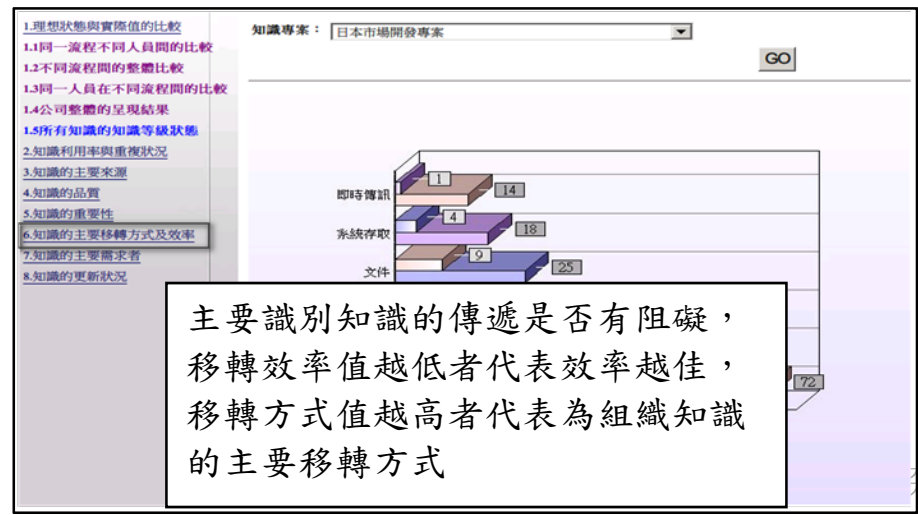 1.理想狀態與實際值的比較
1.1同一流程不同人員間的比較
1.2不同流程間的整體比較
1.3同一人員在不同流程間的比較
1.4公司整體的呈現結果
1.5所有知識的知識等級狀態
2.知識利用率與重複狀況
3.知識的主要來源
4.知識的品質
5.知識的重要性
6.知識的主要移轉方式及效率
7.知識的主要需求者
8.知識的更新狀況
知識專案：
日本市場開發專案
GO
即時傳訊
1
14
系統存取
4
18
文件
9
25
72
主要識別知識的傳遞是否有阻礙，
移轉效率值越低者代表效率越佳，
移轉方式值越高者代表為組織知識
的主要移轉方式